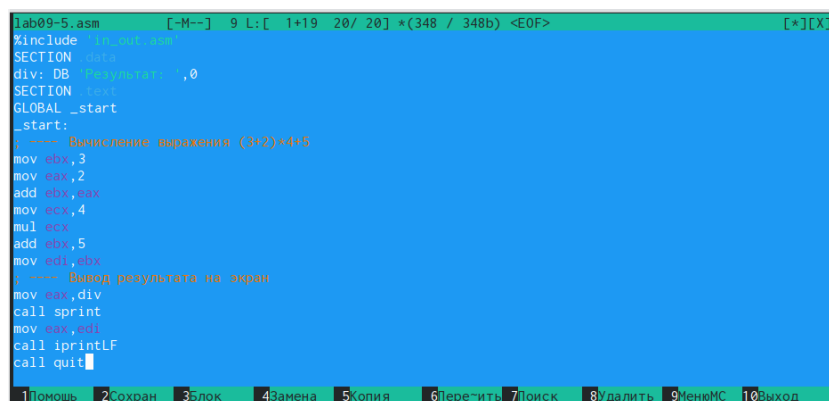 lab09-5.asm [-M--] 9 L:[ 1+19 20/ 20] *(348 / 348b) <EOF> [*][X]
%include 'in_out.asm'
SECTION .data
div: DB 'Результат: ',0
SECTION .text
GLOBAL _start
_start:
; ---- Вычисление выражения (3+2)*4+5
mov ebx,3
mov eax,2
add ebx,eax
mov ecx,4
mul ecx
add ebx,5
mov edi,ebx
; ---- Вывод результата на экран
mov eax,div
call sprint
mov eax,edi
call iprintLF
call quit
1Помощь 2Сохран 3Блок 4Замена 5Копия 6Пере~ить 7Поиск 8Удалить 9МенюMC 10Выход